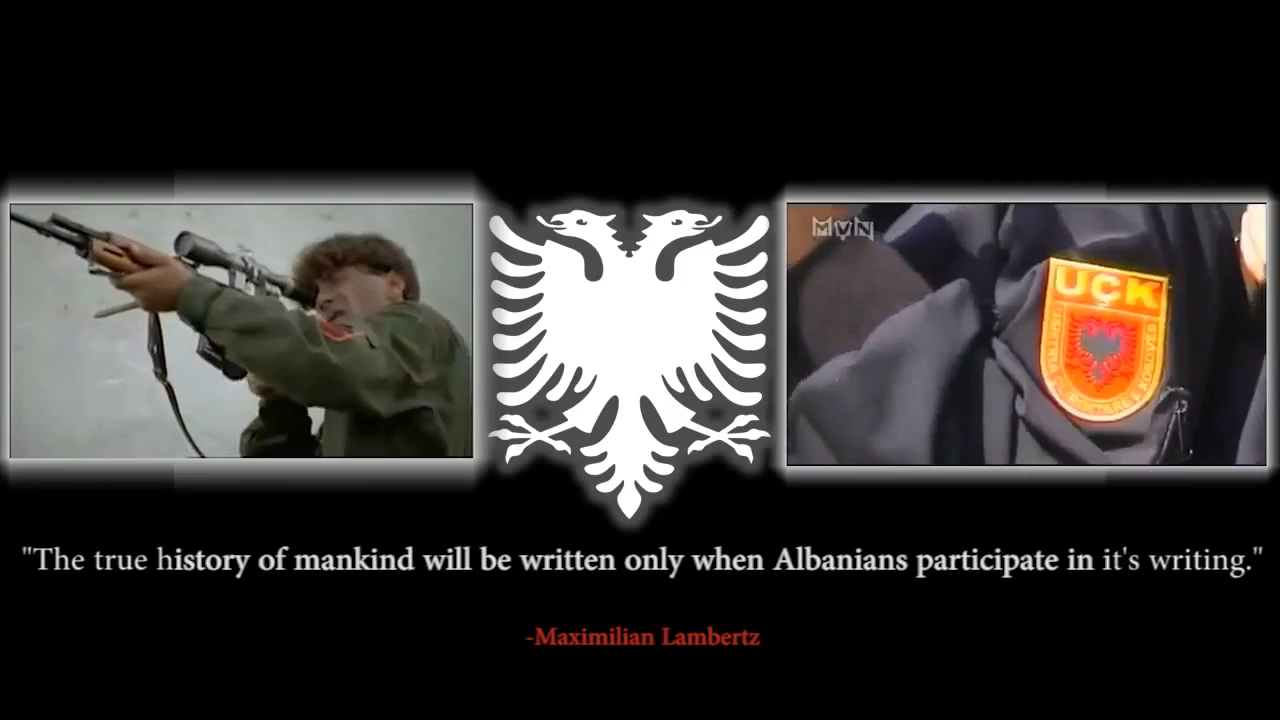 MVN
UÇK
"The true history of mankind will be written only when Albanians participate in it's writing."
-Maximilian Lambertz